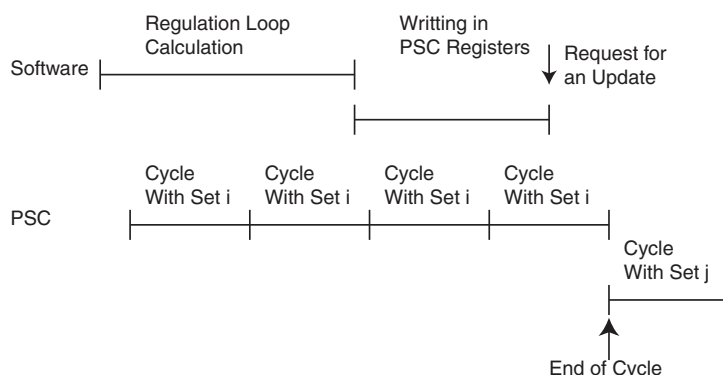 Regulation Loop
Calculation
Writting in
PSC Registers
Request for
an Update
Software
Cycle
With Set i
Cycle
With Set i
Cycle
With Set i
Cycle
With Set i
PSC
Cycle
With Set j
End of Cycle